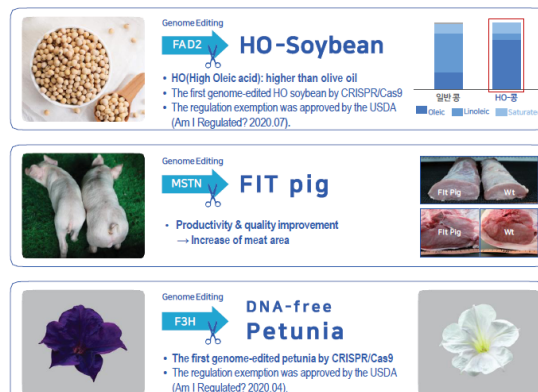 Genome Editing
FAD2
HO-Soybean
• HO(High Oleic acid): higher than olive oil
• The first genome-edited HO soybean by CRISPR/Cas9
• The regulation exemption was approved by the USDA
(Am I Regulated? 2020.07).
일반 콩
HO-콩
Oleic
Linoleic
Saturated
Genome Editing
MSTN
FIT pig
• Productivity & quality improvement
→ Increase of meat area
Fit Pig
Wt
Fit Pig
Wt
Genome Editing
F3H
DNA-free
Petunia
• The first genome-edited petunia by CRISPR/Cas9
• The regulation exemption was approved by the USDA
(Am I Regulated? 2020.04).